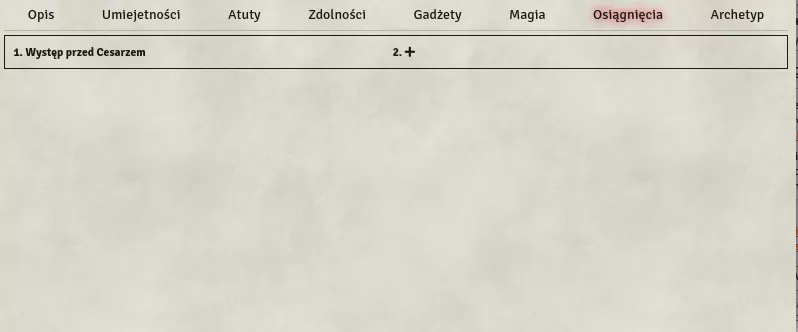 Opis Umiejętności Atuty Zdolności Gadżety Magia Osiągnięcia Archetyp
1. Występ przed Cesarzem 2. +